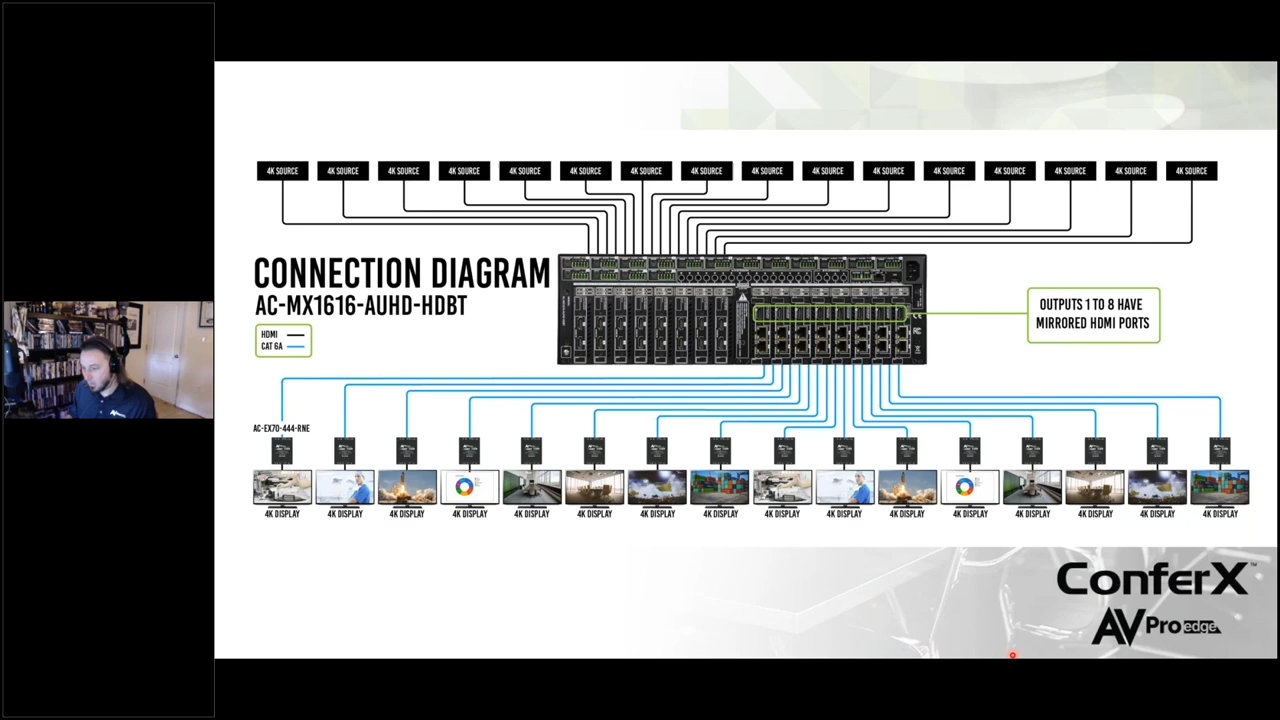 4K SOURCE 4K SOURCE 4K SOURCE 4K SOURCE 4K SOURCE 4K SOURCE 4K SOURCE 4K SOURCE 4K SOURCE 4K SOURCE 4K SOURCE 4K SOURCE 4K SOURCE 4K SOURCE 4K SOURCE 4K SOURCE
CONNECTION DIAGRAM
AC-MX1616-AUHD-HDBT
HDMI
CAT 6A
OUTPUTS 1 TO 8 HAVE
MIRRORED HDMI PORTS
AC-EX70-444-RNE
4K DISPLAY 4K DISPLAY 4K DISPLAY 4K DISPLAY 4K DISPLAY 4K DISPLAY 4K DISPLAY 4K DISPLAY 4K DISPLAY 4K DISPLAY 4K DISPLAY 4K DISPLAY 4K DISPLAY 4K DISPLAY 4K DISPLAY 4K DISPLAY
ConferX™
AVPro edge